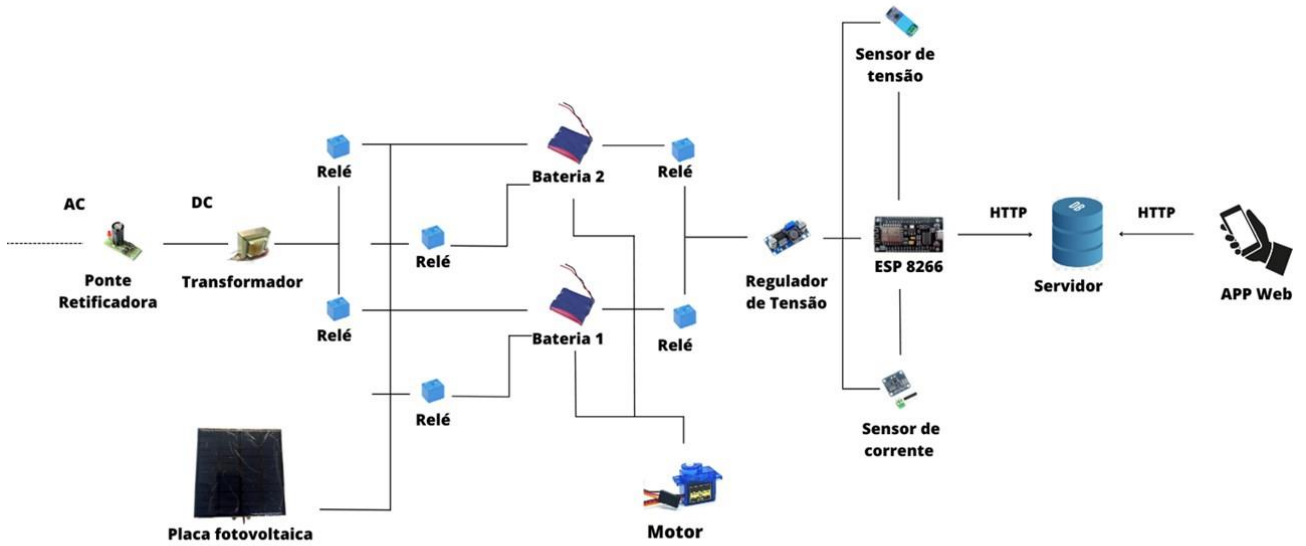 Sensor de
tensão
Relé
Bateria 2
Relé
AC
DC
Relé
HTTP
HTTP
Ponte
Retificadora
Transformador
Regulador
de Tensão
ESP 8266
Servidor
APP Web
Relé
Bateria 1
Relé
Relé
Sensor de
corrente
Placa fotovoltaica
Motor